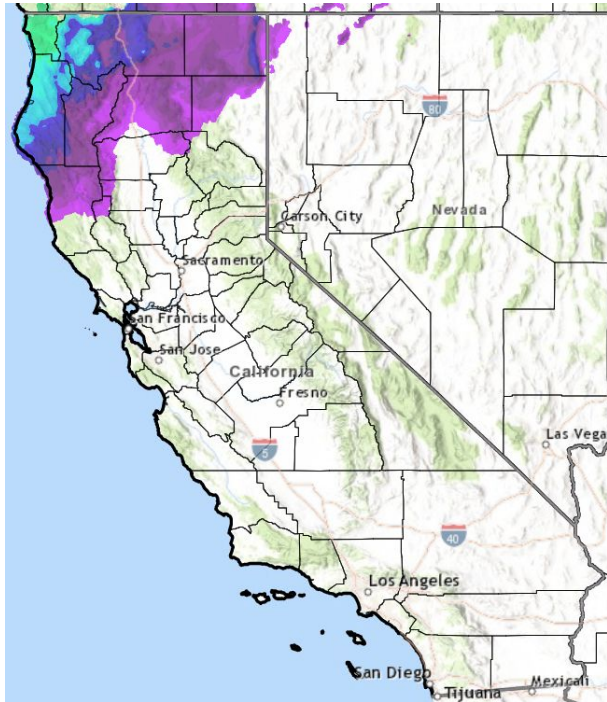 80
Carson City
Nevada
Sacramento
San Francisco
San Jose
California
Fresno
5
Las Vega
40
Los Angeles
San Diego
Mexicali
Tijuana